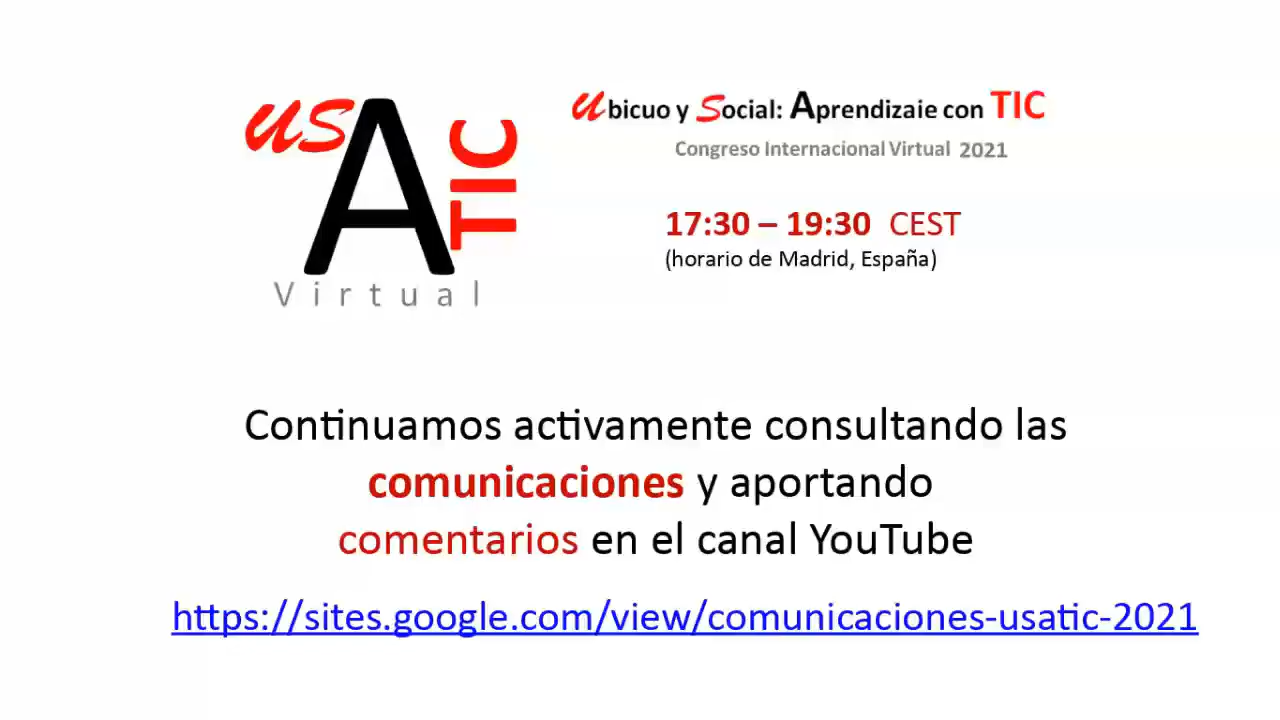 usATIC
Virtual
Ubicuo y Social: Aprendizaie con TIC
Congreso Internacional Virtual 2021
17:30 – 19:30 CEST
(horario de Madrid, España)
Continuamos activamente consultando las
comunicaciones y aportando
comentarios en el canal YouTube
https://sites.google.com/view/comunicaciones-usatic-2021